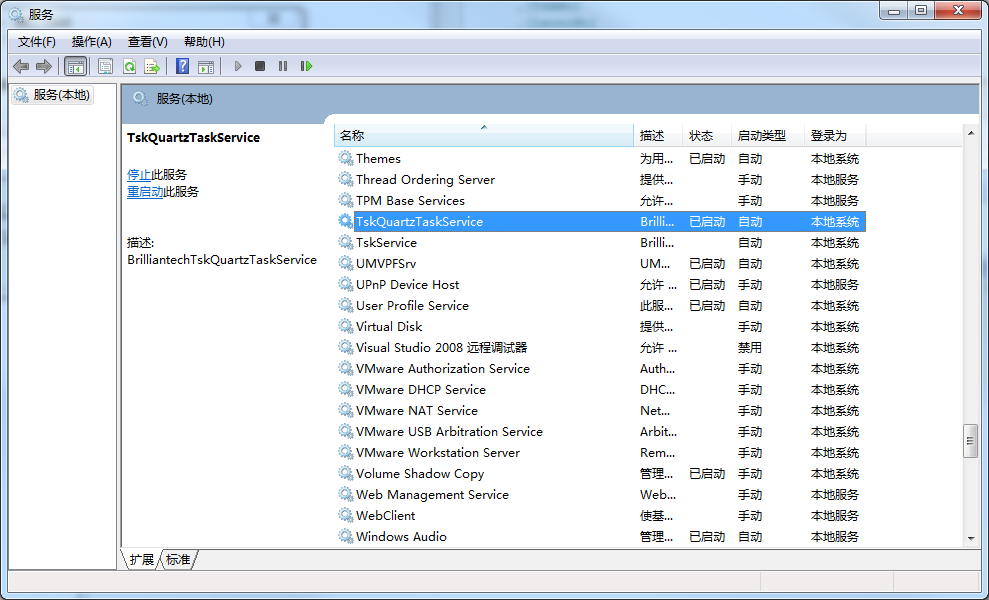 服务
文件(F) 操作(A) 查看(V) 帮助(H)
服务(本地)
服务(本地)
TskQuartzTaskService
停止此服务
重启动此服务
描述:
BrilliantechTskQuartzTaskService
名称 描述 状态 启动类型 登录为
Themes 为用... 已启动 自动 本地系统
Thread Ordering Server 提供... 手动 本地服务
TPM Base Services 允许... 手动 本地服务
TskQuartzTaskService Brilli... 已启动 自动 本地系统
TskService Brilli... 自动 本地系统
UMVPFSrv UM... 已启动 自动 本地系统
UPnP Device Host 允许 ... 已启动 手动 本地服务
User Profile Service 此服... 已启动 自动 本地系统
Virtual Disk 提供... 手动 本地系统
Visual Studio 2008 远程调试器 允许 ... 禁用 本地系统
VMware Authorization Service Auth... 手动 本地系统
VMware DHCP Service DHC... 手动 本地系统
VMware NAT Service Net... 手动 本地系统
VMware USB Arbitration Service Arbit... 手动 本地系统
VMware Workstation Server Rem... 手动 本地系统
Volume Shadow Copy 管理... 已启动 手动 本地系统
Web Management Service Web... 手动 本地服务
WebClient 使基... 手动 本地服务
Windows Audio 管理... 已启动 自动 本地服务
扩展 标准